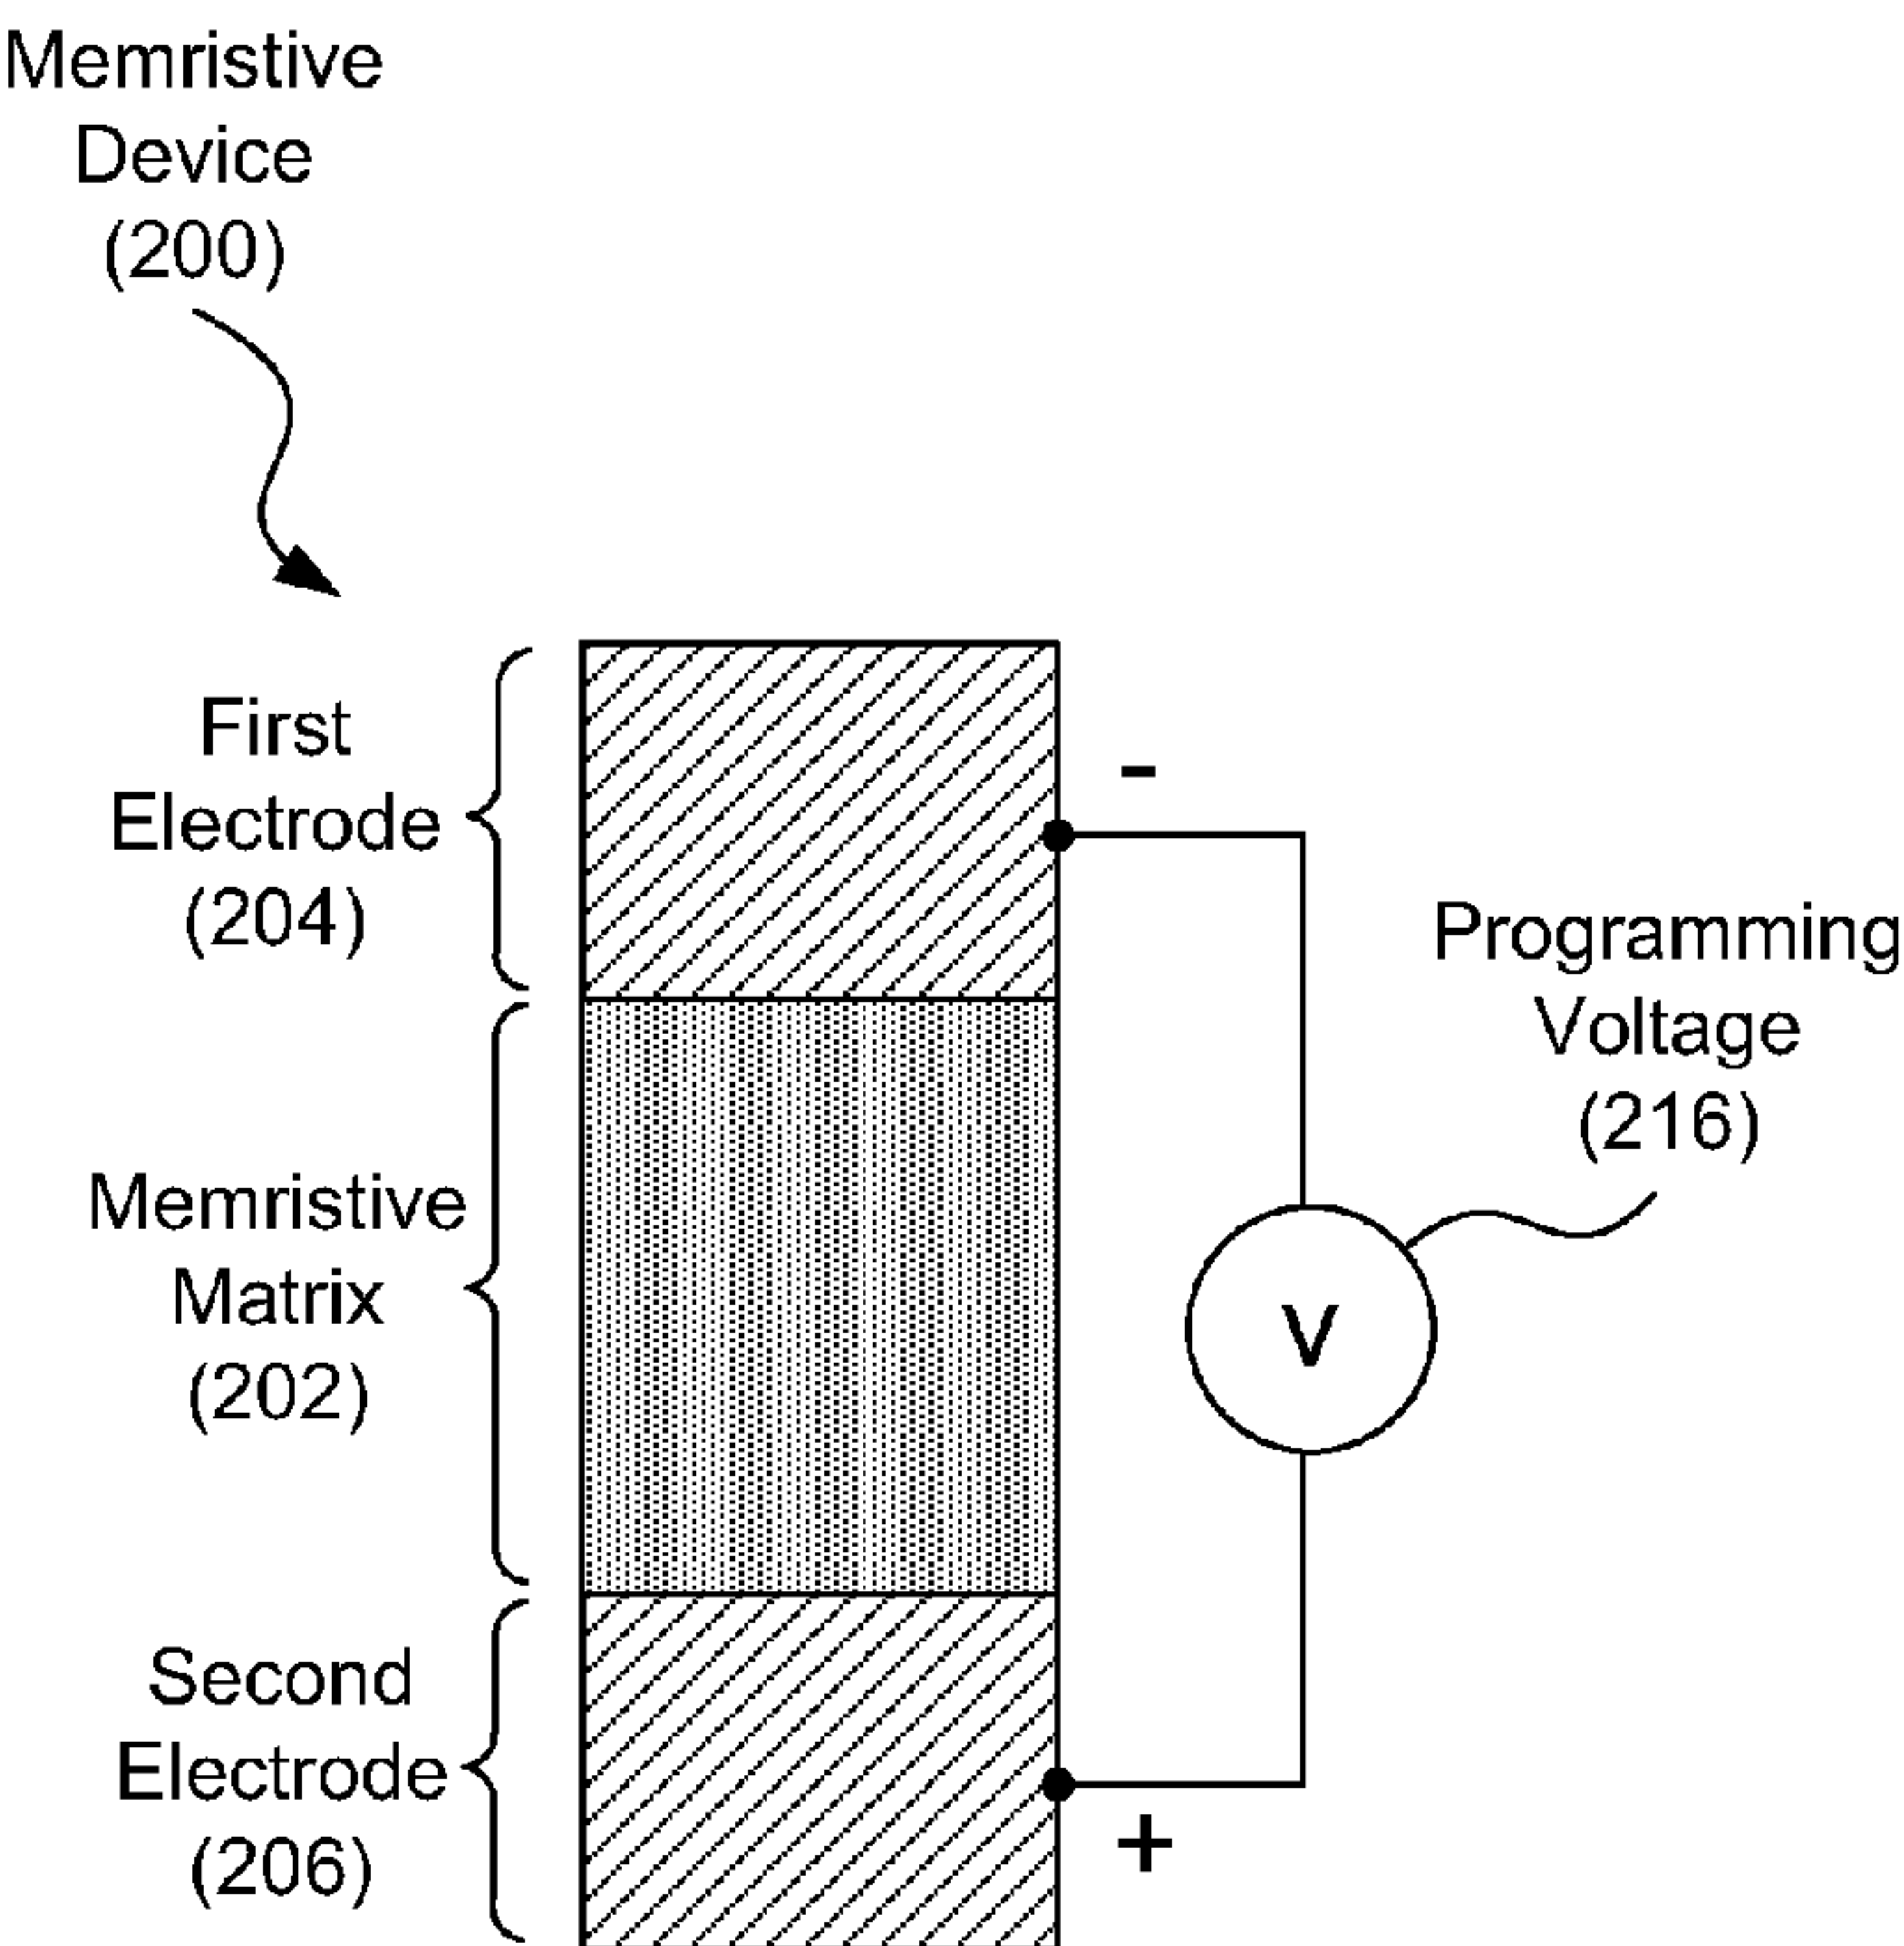 Memristive
Device
(200)
First
Electrode
(204)
-
Programming
Voltage
(216)
Memristive
Matrix
(202)
V
Second
Electrode
(206)
+